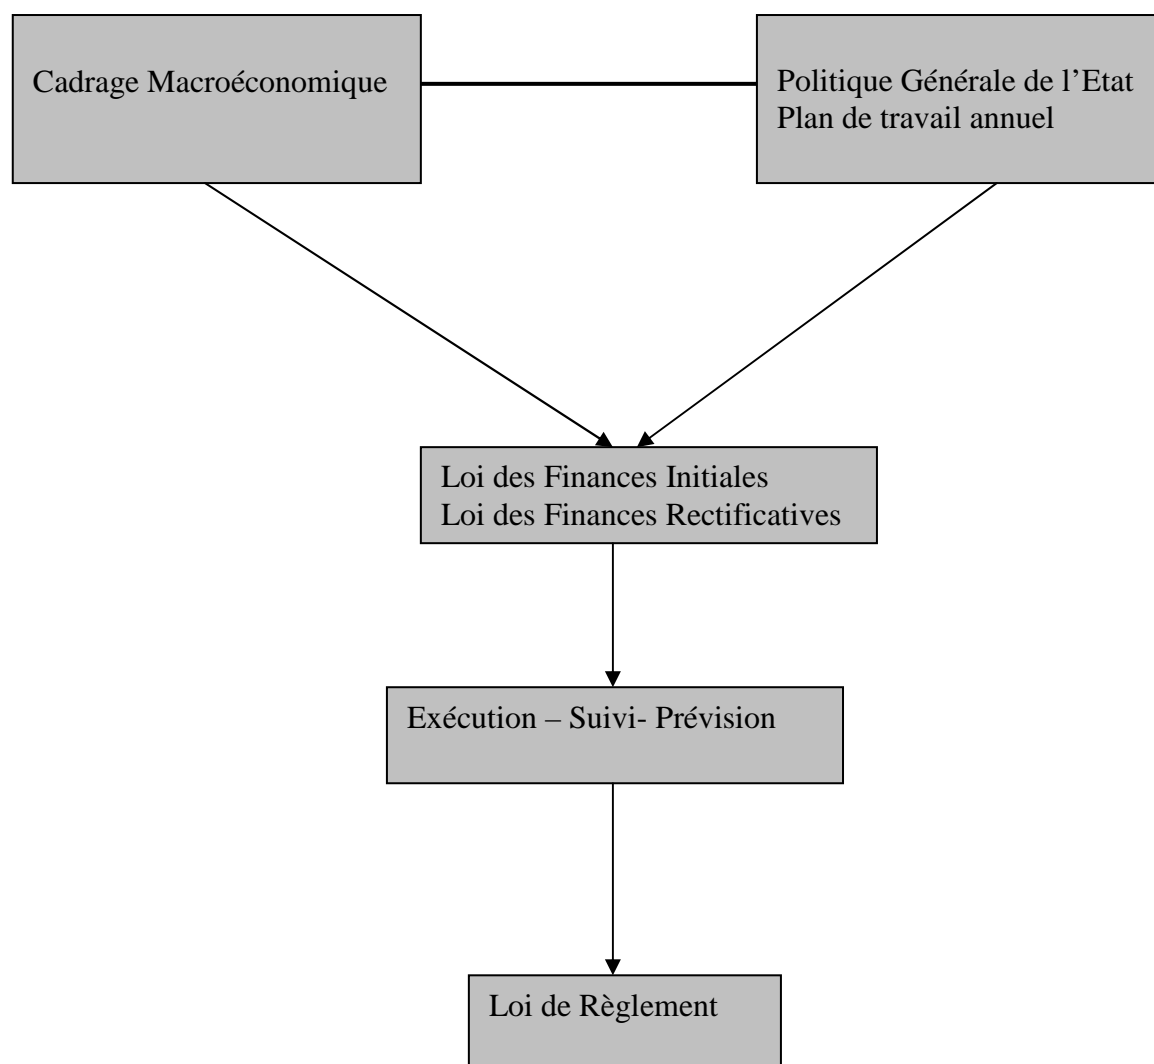 Cadrage Macroéconomique
Politique Générale de l’Etat
Plan de travail annuel
Loi des Finances Initiales
Loi des Finances Rectificatives
Exécution – Suivi- Prévision
Loi de Règlement